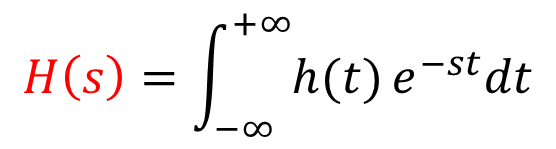 H(s) = ∫_{-∞}^{+∞} h(t) e^{-st} dt